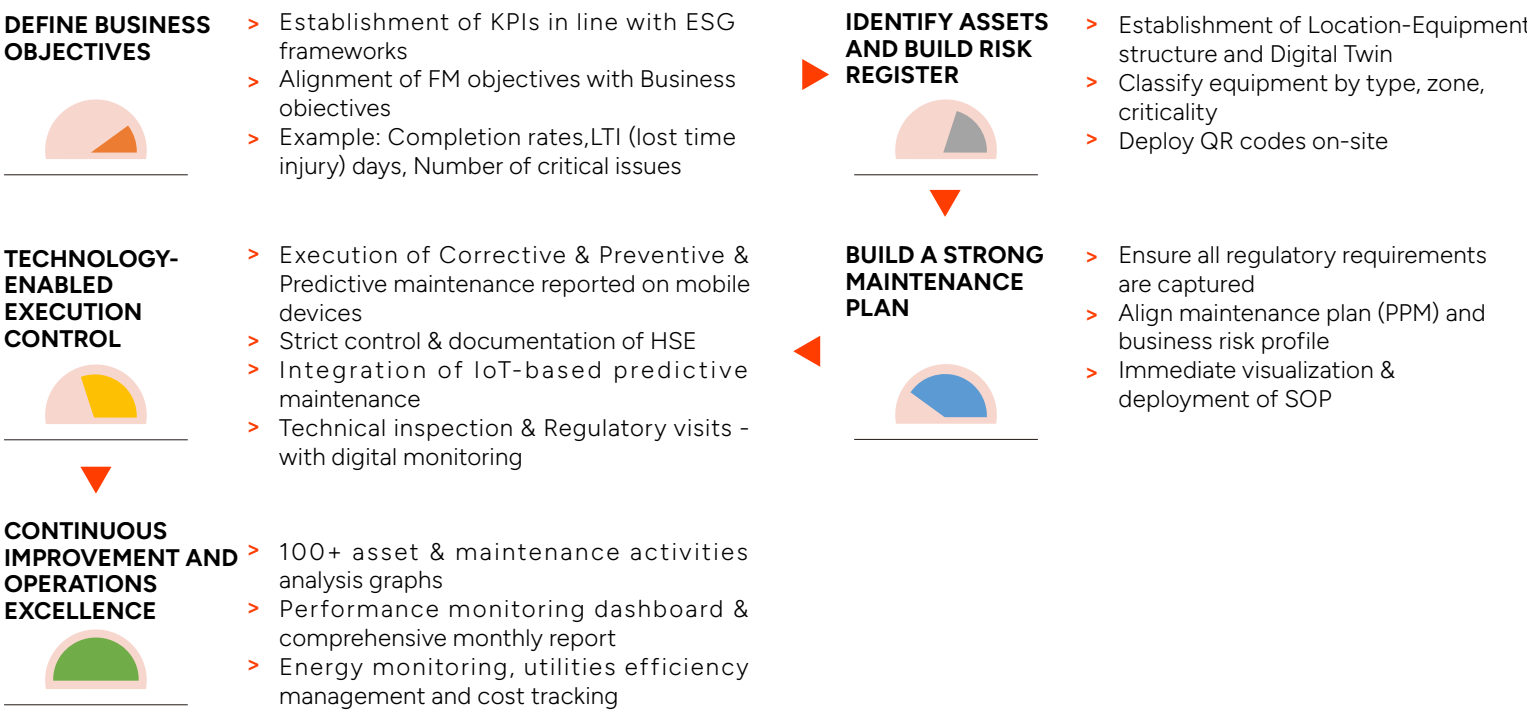 DEFINE BUSINESS
OBJECTIVES
> Establishment of KPIs in line with ESG
frameworks
> Alignment of FM objectives with Business
obiectives
> Example: Completion rates,LTI (lost time
injury) days, Number of critical issues
IDENTIFY ASSETS
AND BUILD RISK
REGISTER
> Establishment of Location-Equipment
structure and Digital Twin
> Classify equipment by type, zone,
criticality
> Deploy QR codes on-site
BUILD A STRONG
MAINTENANCE
PLAN
> Ensure all regulatory requirements
are captured
> Align maintenance plan (PPM) and
business risk profile
> Immediate visualization &
deployment of SOP
TECHNOLOGY-
ENABLED
EXECUTION
CONTROL
> Execution of Corrective & Preventive &
Predictive maintenance reported on mobile
devices
> Strict control & documentation of HSE
> Integration of IoT-based predictive
maintenance
> Technical inspection & Regulatory visits -
with digital monitoring
CONTINUOUS
IMPROVEMENT AND
OPERATIONS
EXCELLENCE
> 100+ asset & maintenance activities
analysis graphs
> Performance monitoring dashboard &
comprehensive monthly report
> Energy monitoring, utilities efficiency
management and cost tracking